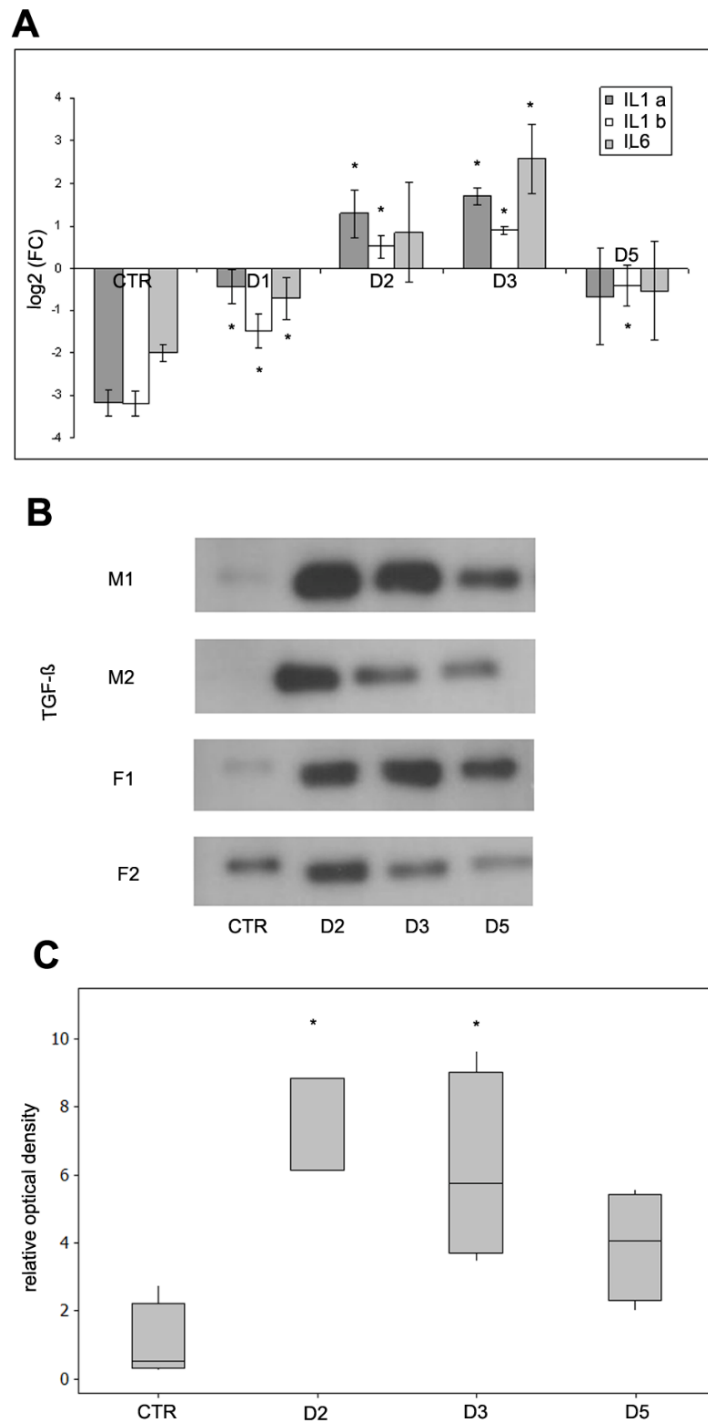 A
4
3
2
1
0
-1
-2
-3
-4
log2 (FC)
IL1 a
IL1 b
IL6
CTR
D1
D2
D3
D5
* * * * * * * * *
B
TGF-ß
M1
M2
F1
F2
CTR D2 D3 D5
C
relative optical density
10
8
6
4
2
0
* *
CTR D2 D3 D5